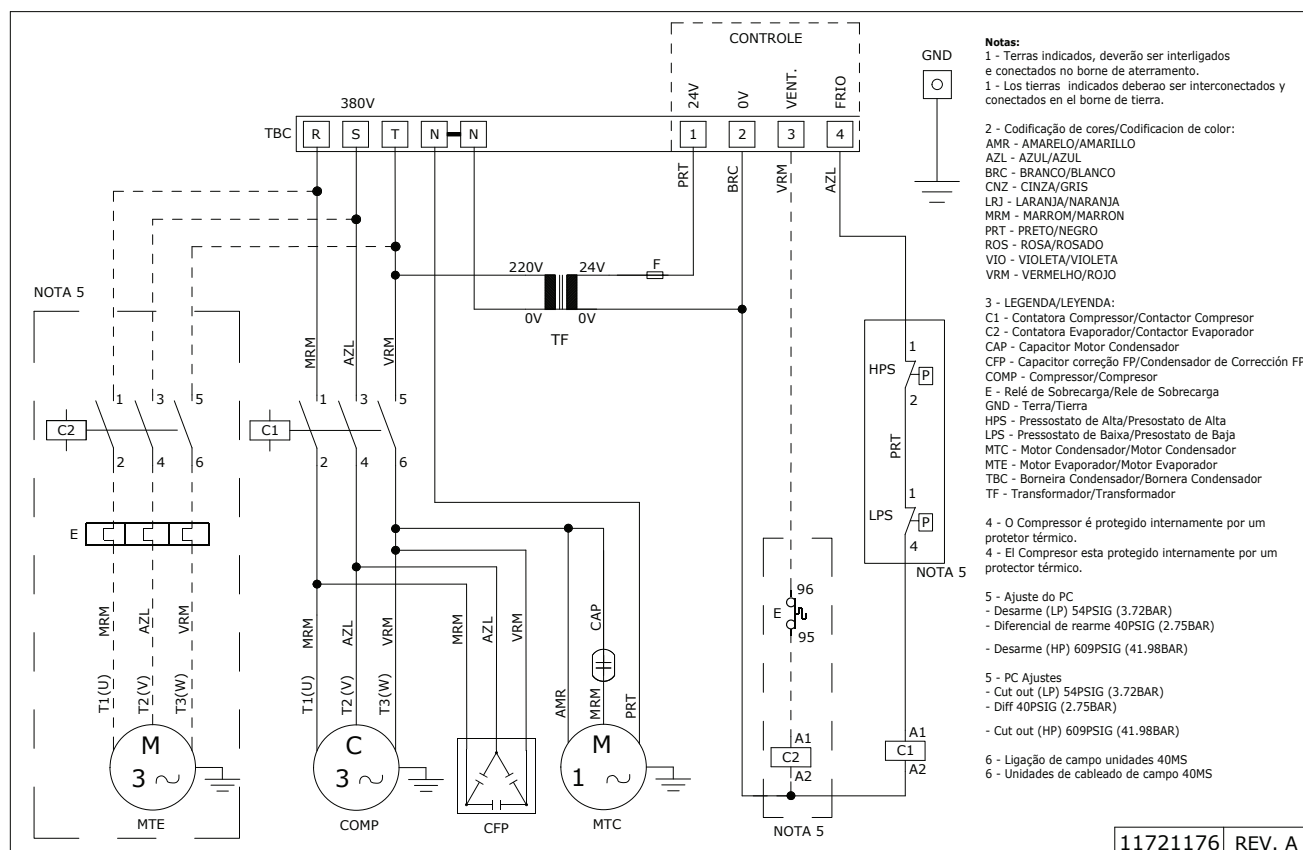 CONTROLE
380V
24V
0V
VENT.
FRIO
TBC
R
S
T
N
N
1
2
3
4
PRT
BRC
VRM
AZL
GND
220V
24V
F
0V
0V
TF
NOTA 5
MRM
AZL
VRM
1
3
5
C2
2
4
6
1
3
5
C1
2
4
6
E
MRM
AZL
VRM
T1(U)
T2(V)
T3(W)
M
3
MTE
MRM
AZL
VRM
T1(U)
T2(V)
T3(W)
C
3
COMP
MRM
AZL
VRM
CFP
CAP
AMR
MRM
PRT
M
1
MTC
96
E
95
A1
C2
A2
NOTA 5
1
HPS
P
2
PRT
1
LPS
P
4
NOTA 5
A1
C1
A2
Notas:
1 - Terras indicados, deverão ser interligados
e conectados no borne de aterramento.
1 - Los tierras indicados deberao ser interconectados y
conectados en el borne de tierra.
2 - Codificação de cores/Codificacion de color:
AMR - AMARELO/AMARILLO
AZL - AZUL/AZUL
BRC - BRANCO/BLANCO
CNZ - CINZA/GRIS
LRJ - LARANJA/NARANJA
MRM - MARROM/MARRON
PRT - PRETO/NEGRO
ROS - ROSA/ROSADO
VIO - VIOLETA/VIOLETA
VRM - VERMELHO/ROJO
3 - LEGENDA/LEYENDA:
C1 - Contatora Compressor/Contactor Compresor
C2 - Contatora Evaporador/Contactor Evaporador
CAP - Capacitor Motor Condensador
CFP - Capacitor correção FP/Condensador de Corrección FP
COMP - Compressor/Compresor
E - Relé de Sobrecarga/Rele de Sobrecarga
GND - Terra/Tierra
HPS - Pressostato de Alta/Presostato de Alta
LPS - Pressostato de Baixa/Presostato de Baja
MTC - Motor Condensador/Motor Condensador
MTE - Motor Evaporador/Motor Evaporador
TBC - Borneira Condensador/Bornera Condensador
TF - Transformador/Transformador
4 - O Compressor é protegido internamente por um
protetor térmico.
4 - El Compresor esta protegido internamente por um
protector térmico.
5 - Ajuste do PC
- Desarme (LP) 54PSIG (3.72BAR)
- Diferencial de rearme 40PSIG (2.75BAR)
- Desarme (HP) 609PSIG (41.98BAR)
5 - PC Ajustes
- Cut out (LP) 54PSIG (3.72BAR)
- Diff 40PSIG (2.75BAR)
- Cut out (HP) 609PSIG (41.98BAR)
6 - Ligação de campo unidades 40MS
6 - Unidades de cableado de campo 40MS
11721176 REV. A